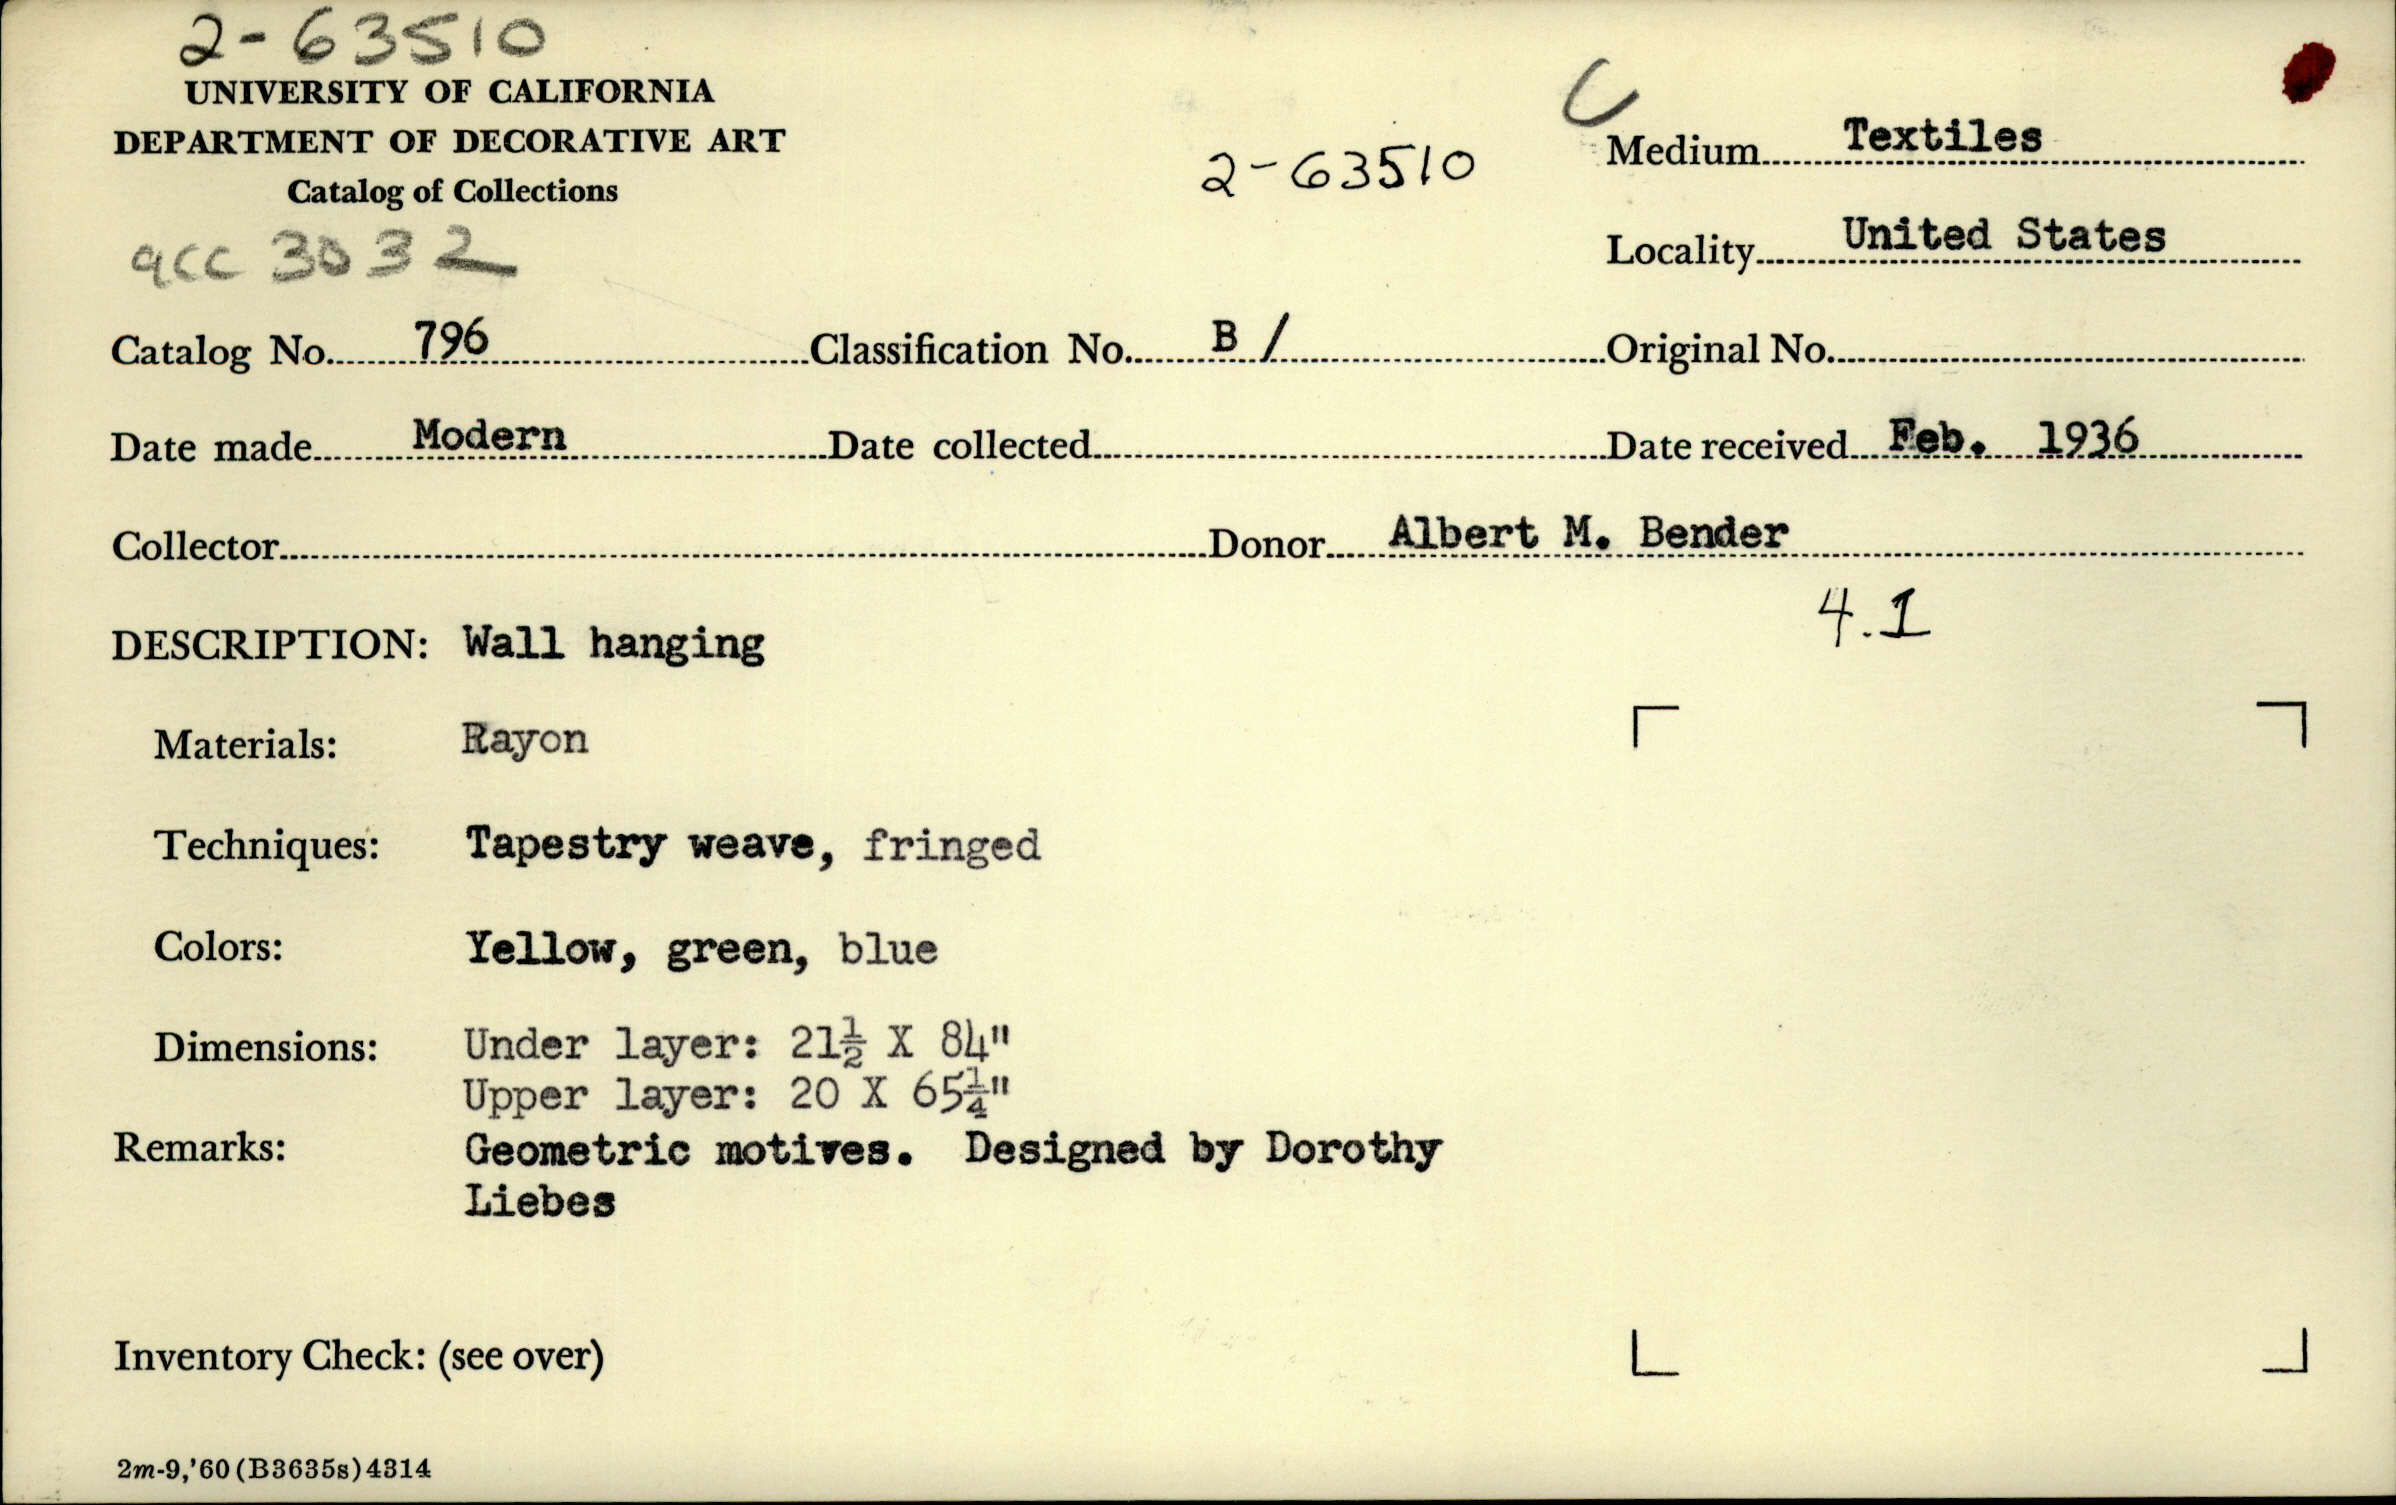 2-63510
UNIVERSITY OF CALIFORNIA
DEPARTMENT OF DECORATIVE ART
Catalog of Collections
acc 3032
2-63510
C
Medium Textiles
Locality United States
Catalog No. 796 Classification No. B / Original No.
Date made Modern Date collected Date received Feb. 1936
Collector Donor Albert M. Bender
4.1
DESCRIPTION: Wall hanging
Materials: Rayon
Techniques: Tapestry weave, fringed
Colors: Yellow, green, blue
Dimensions: Under layer: 21½ X 84"
Upper layer: 20 X 65¼"
Remarks: Geometric motives. Designed by Dorothy
Liebes
Inventory Check: (see over)
2m-9,'60(B3635s)4314